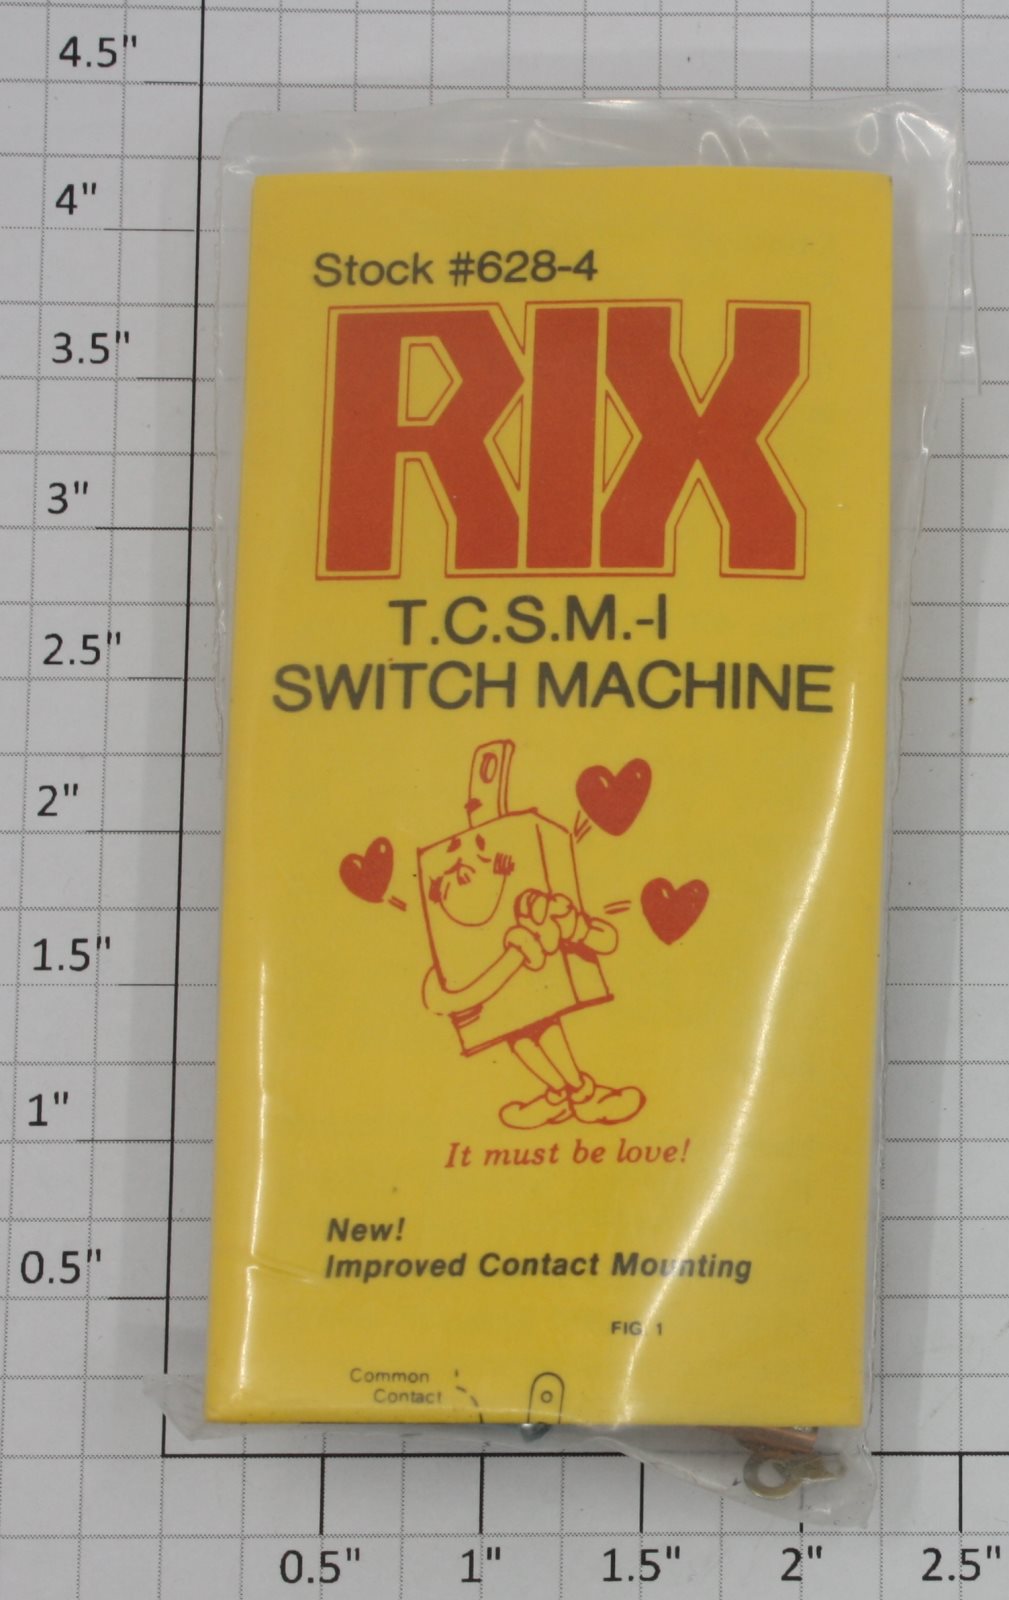 4.5"
4"
3.5"
3"
2.5"
2"
1.5"
1"
0.5"
Stock #628-4
RIX
T.C.S.M.-I
SWITCH MACHINE
It must be love!
New!
Improved Contact Mounting
FIG. 1
Common
Contact
0.5"
1"
1.5"
2"
2.5"